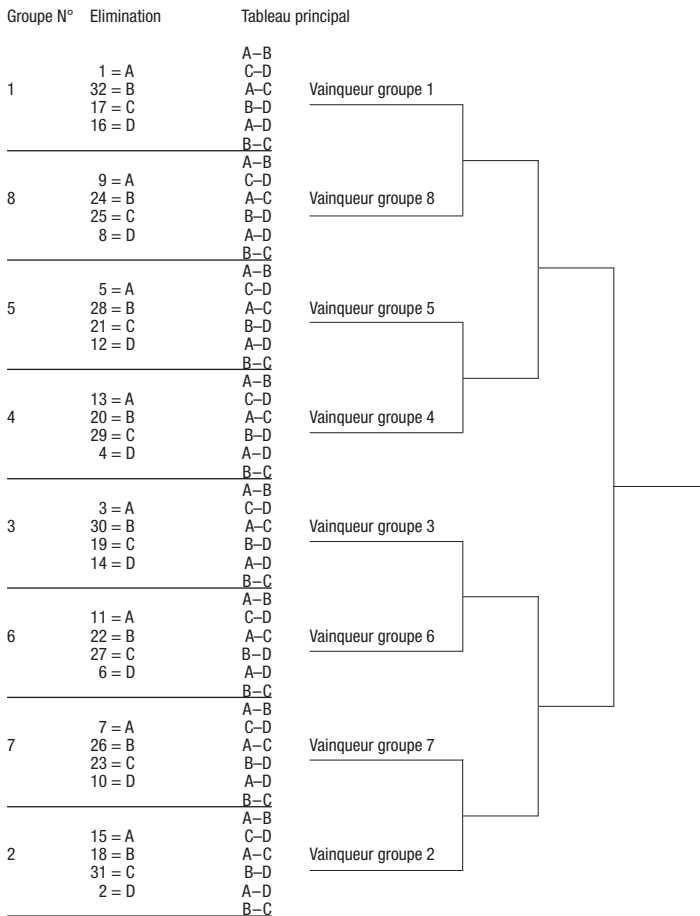 Groupe N° Elimination Tableau principal
A–B
1 = A C–D
1 32 = B A–C Vainqueur groupe 1
17 = C B–D
16 = D A–D
B–C
A–B
9 = A C–D
8 24 = B A–C Vainqueur groupe 8
25 = C B–D
8 = D A–D
B–C
A–B
5 = A C–D
5 28 = B A–C Vainqueur groupe 5
21 = C B–D
12 = D A–D
B–C
A–B
13 = A C–D
4 20 = B A–C Vainqueur groupe 4
29 = C B–D
4 = D A–D
B–C
A–B
3 = A C–D
3 30 = B A–C Vainqueur groupe 3
19 = C B–D
14 = D A–D
B–C
A–B
11 = A C–D
6 22 = B A–C Vainqueur groupe 6
27 = C B–D
6 = D A–D
B–C
A–B
7 = A C–D
7 26 = B A–C Vainqueur groupe 7
23 = C B–D
10 = D A–D
B–C
A–B
15 = A C–D
2 18 = B A–C Vainqueur groupe 2
31 = C B–D
2 = D A–D
B–C